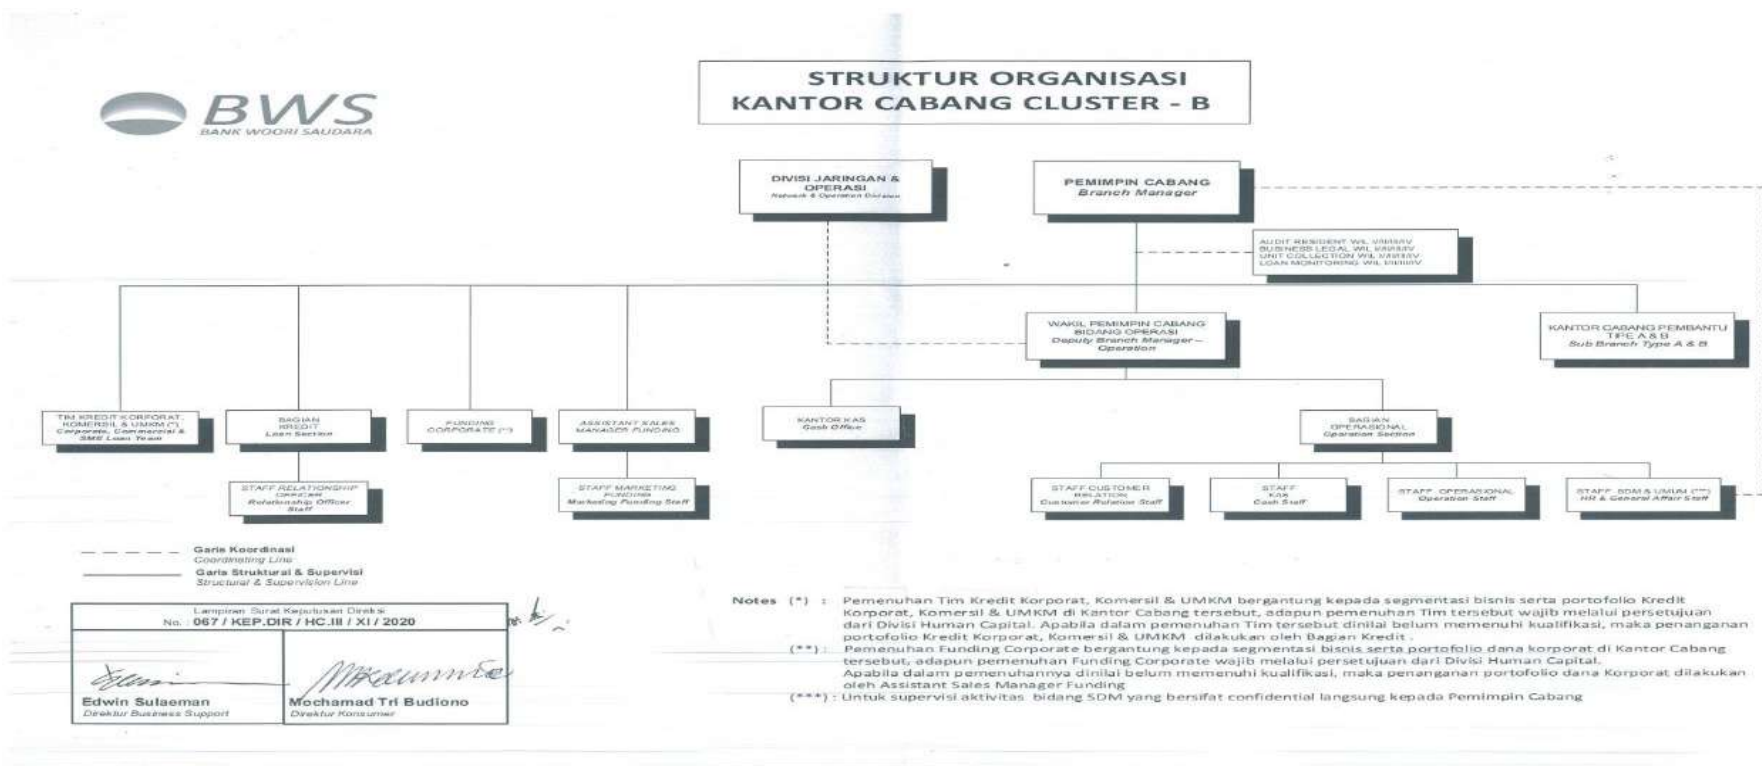 BWS
BANK WOORI SAUDARA
STRUKTUR ORGANISASI
KANTOR CABANG CLUSTER - B
DIVISI JARINGAN &
OPERASI
Network & Operation Division
PEMIMPIN CABANG
Branch Manager
AUDIT RESIDENT WIL
BUSINESS LEGAL WIL
UNIT COLLECTION WIL
LOAN MONITORING WIL
WAKIL PEMIMPIN CABANG
BIDANG OPERASI
Deputy Branch Manager –
Operation
KANTOR CABANG PEMBANTU
TIPE A & B
Sub Branch Type A & B
TIM KREDIT KORPORAT,
KOMERSIL & UMKM (*)
Corporate, Commercial &
SME Loan Team
BAGIAN
KREDIT
Loan Section
FUNDING
CORPORATE (**)
ASSISTANT SALES
MANAGER FUNDING
KANTOR KAS
Cash Office
BAGIAN
OPERASIONAL
Operation Section
STAFF RELATIONSHIP
OFFICER
Relationship Officer
Staff
STAFF MARKETING
FUNDING
Marketing Funding Staff
STAFF CUSTOMER
RELATION
Customer Relation Staff
STAFF
KAS
Cash Staff
STAFF OPERASIONAL
Operation Staff
STAFF SDM & UMUM (***)
HR & General Affair Staff
Garis Koordinasi
Coordinating Line
Garis Struktural & Supervisi
Structural & Supervision Line
Lampiran Surat Keputusan Direksi
No. : 067 / KEP.DIR / HC.III / XI / 2020
Edwin Sulaeman
Direktur Business Support
Mochamad Tri Budiono
Direktur Konsumer
Notes (*) : Pemenuhan Tim Kredit Korporat, Komersil & UMKM bergantung kepada segmentasi bisnis serta portofolio Kredit
Korporat, Komersil & UMKM di Kantor Cabang tersebut, adapun pemenuhan Tim tersebut wajib melalui persetujuan
dari Divisi Human Capital. Apabila dalam pemenuhan Tim tersebut dinilai belum memenuhi kualifikasi, maka penanganan
portofolio Kredit Korporat, Komersil & UMKM dilakukan oleh Bagian Kredit .
(**) : Pemenuhan Funding Corporate bergantung kepada segmentasi bisnis serta portofolio dana korporat di Kantor Cabang
tersebut, adapun pemenuhan Funding Corporate wajib melalui persetujuan dari Divisi Human Capital.
Apabila dalam pemenuhannya dinilai belum memenuhi kualifikasi, maka penanganan portofolio dana Korporat dilakukan
oleh Assistant Sales Manager Funding
(***) : Untuk supervisi aktivitas bidang SDM yang bersifat confidential langsung kepada Pemimpin Cabang